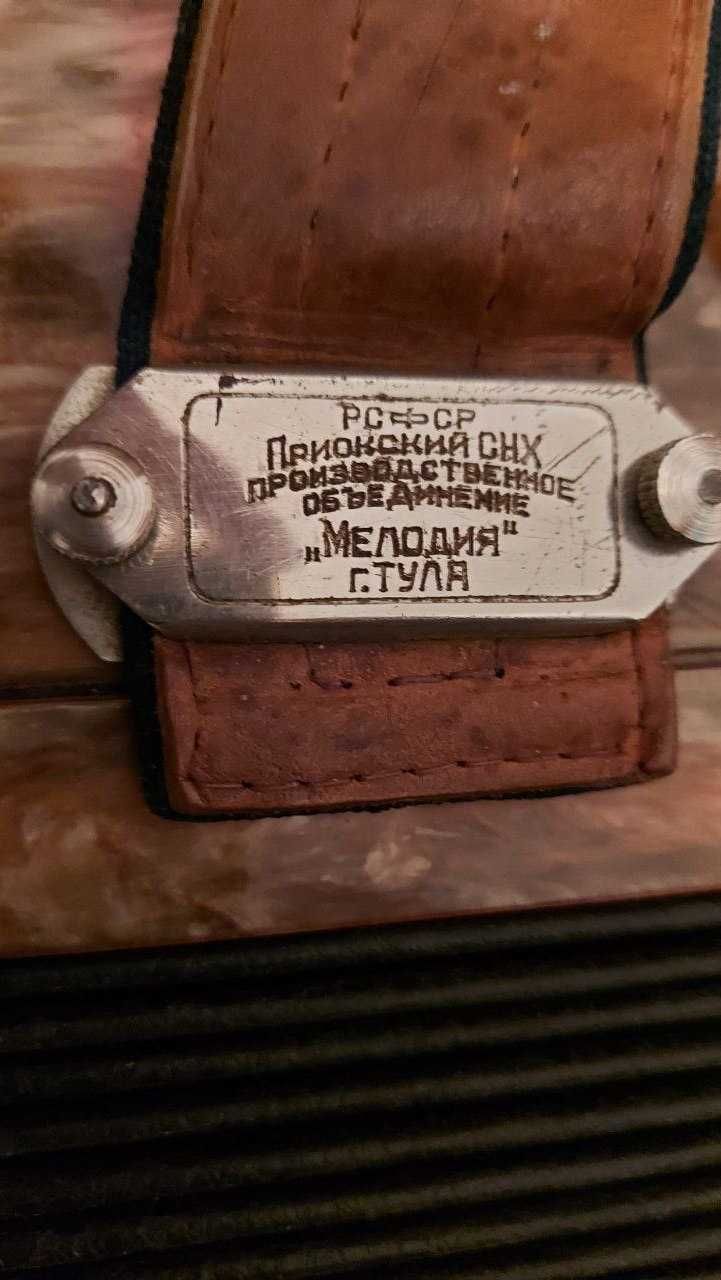 РСФСР
Приокский СНХ
ПРОИЗВОДСТВЕННОЕ
ОБЪЕДИНЕНИЕ
„МЕЛОДИЯ"
г.ТУЛА